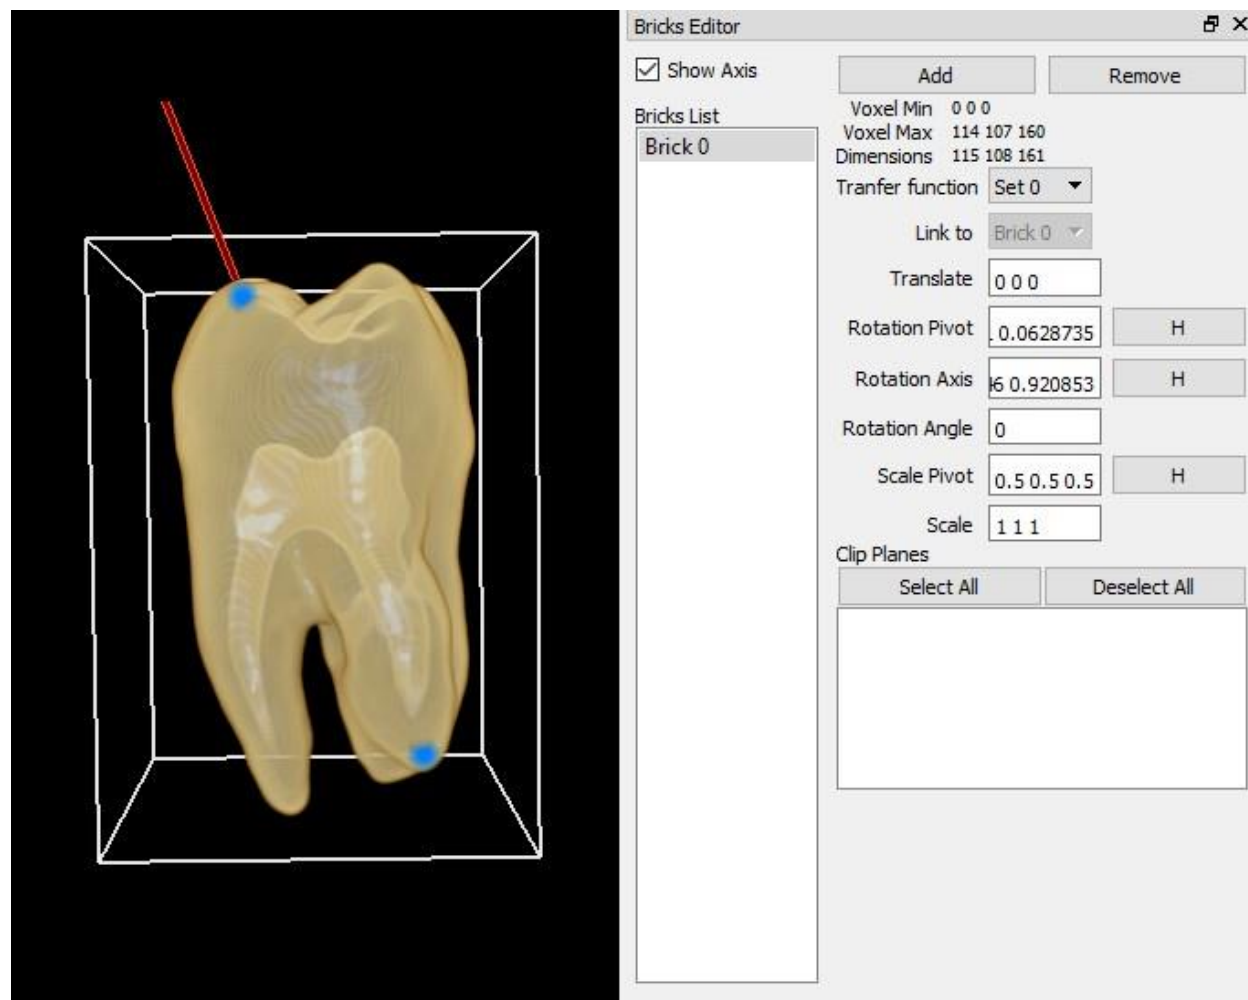 Bricks Editor
Show Axis
Add Remove
Bricks List
Brick 0
Voxel Min 0 0 0
Voxel Max 114 107 160
Dimensions 115 108 161
Tranfer function Set 0
Link to Brick 0
Translate 0 0 0
Rotation Pivot 0.0628735 H
Rotation Axis 0.920853 H
Rotation Angle 0
Scale Pivot 0.5 0.5 0.5 H
Scale 1 1 1
Clip Planes
Select All Deselect All